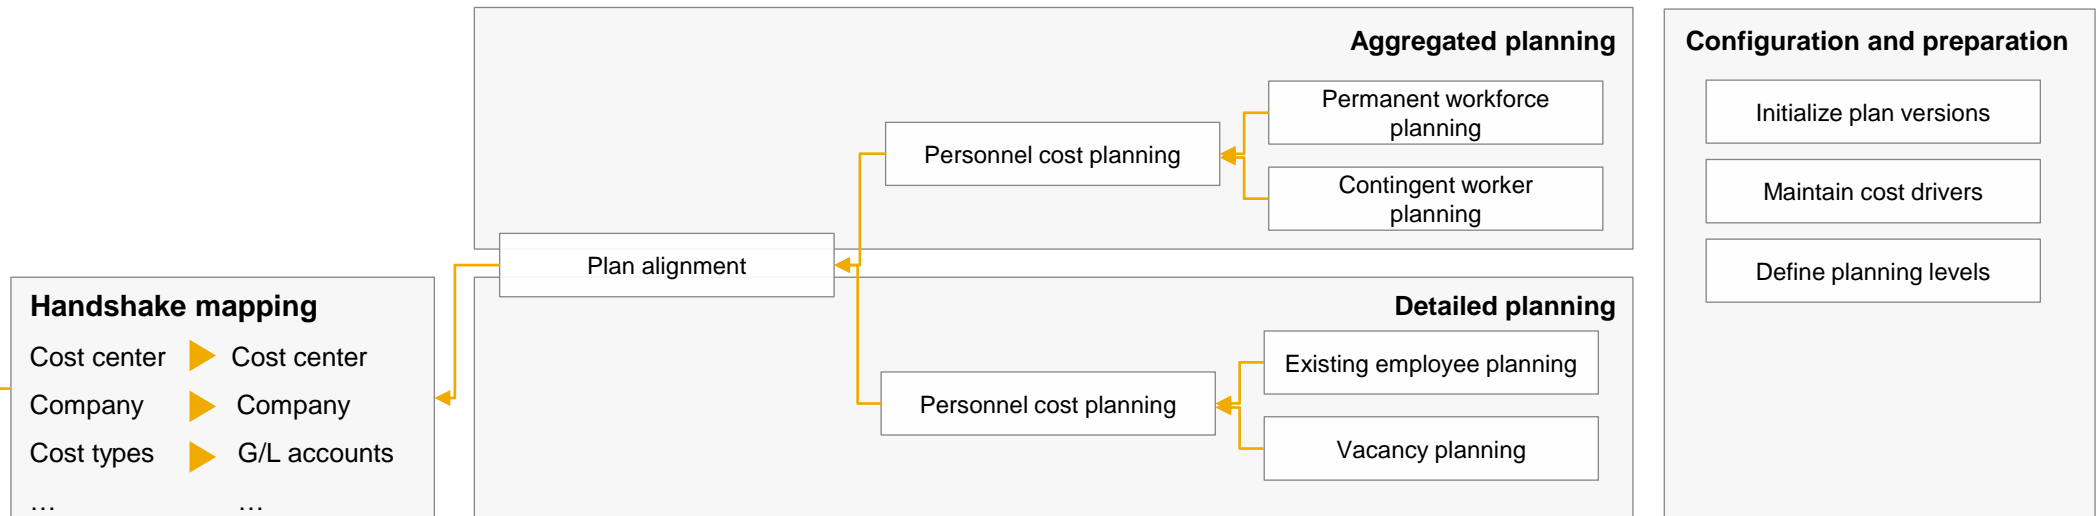 Aggregated planning
Permanent workforce
planning
Personnel cost planning
Contingent worker
planning
Plan alignment
Handshake mapping
Cost center Cost center
Company Company
Cost types G/L accounts
… …
Detailed planning
Existing employee planning
Personnel cost planning
Vacancy planning
Configuration and preparation
Initialize plan versions
Maintain cost drivers
Define planning levels